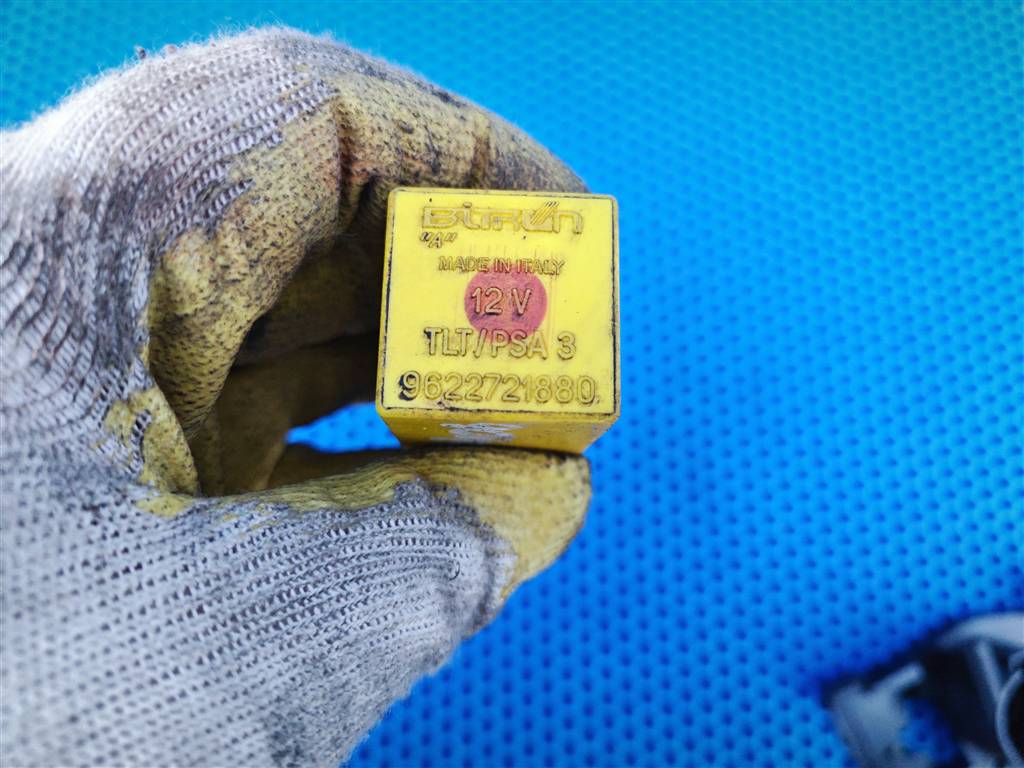 BITRON
"A"
MADE IN ITALY
12 V
TLT/PSA 3
9622721880